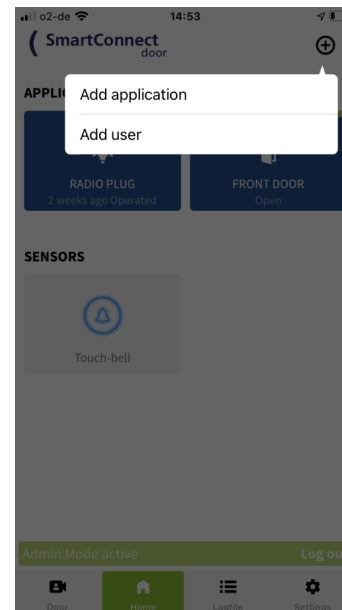 o2-de 14:53
SmartConnect
door
APPLI
Add application
Add user
RADIO PLUG
2 weeks ago Operated
FRONT DOOR
Open
SENSORS
Touch-bell
Admin Mode active Log ou
Door Home Logfile Settings